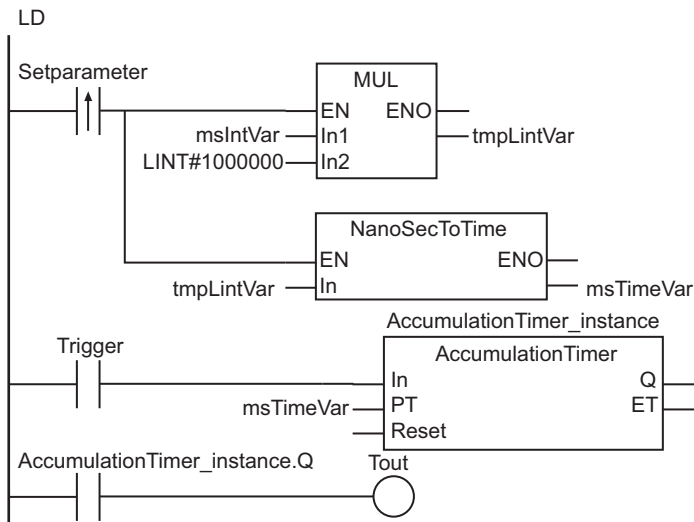 LD
Setparameter
MUL
EN ENO
msIntVar In1 tmpLintVar
LINT#1000000 In2
NanoSecToTime
EN ENO
tmpLintVar In msTimeVar
AccumulationTimer_instance
Trigger AccumulationTimer
In Q
msTimeVar PT ET
Reset
AccumulationTimer_instance.Q Tout